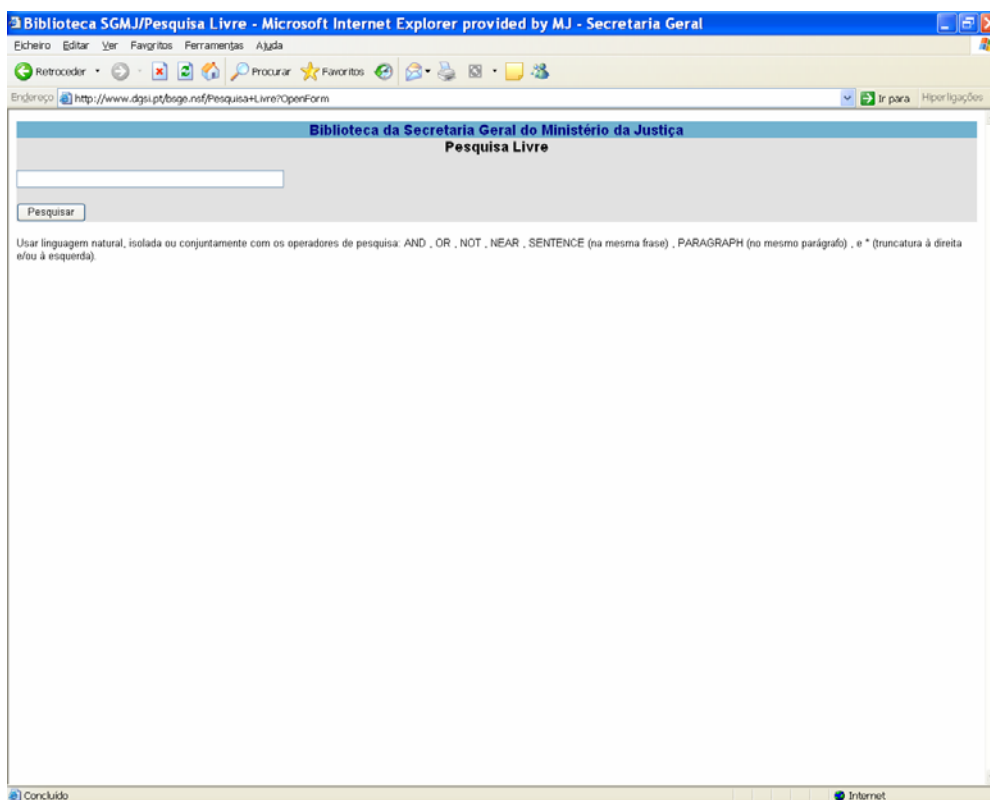 Biblioteca SGMJ/Pesquisa Livre - Microsoft Internet Explorer provided by MJ - Secretaria Geral
Ficheiro Editar Ver Favoritos Ferramentas Ajuda
Retroceder Procurar Favoritos
Endereço http://www.dgsi.pt/bsge.nsf/Pesquisa+Livre?OpenForm Ir para Hiperligações
Biblioteca da Secretaria Geral do Ministério da Justiça
Pesquisa Livre
Pesquisar
Usar linguagem natural, isolada ou conjuntamente com os operadores de pesquisa: AND , OR , NOT , NEAR , SENTENCE (na mesma frase) , PARAGRAPH (no mesmo parágrafo) , e * (truncatura à direita
e/ou à esquerda).
Concluído Internet